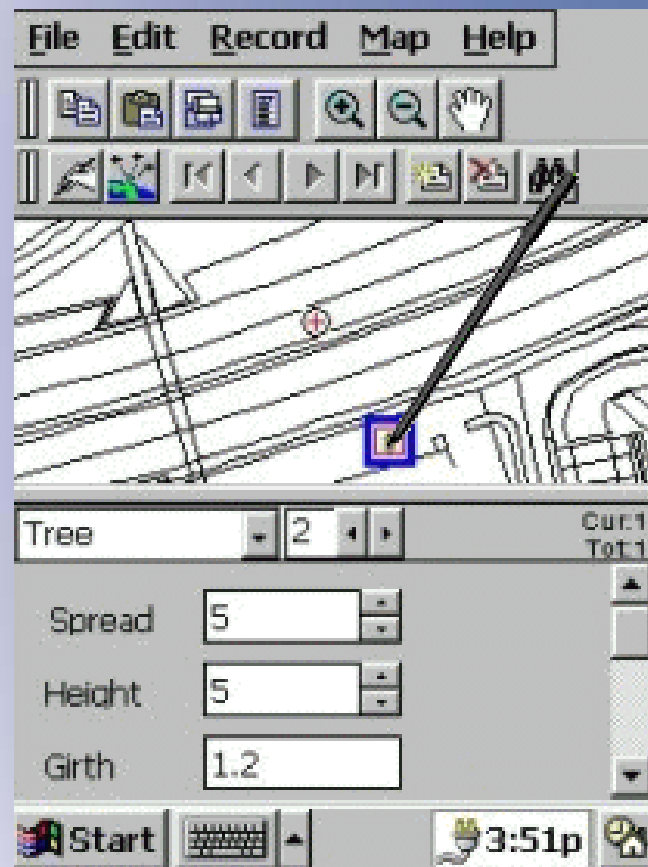 File Edit Record Map Help
Tree 2 Cur:1
Tot:1
Spread 5
Height 5
Girth 1.2
Start 3:51p